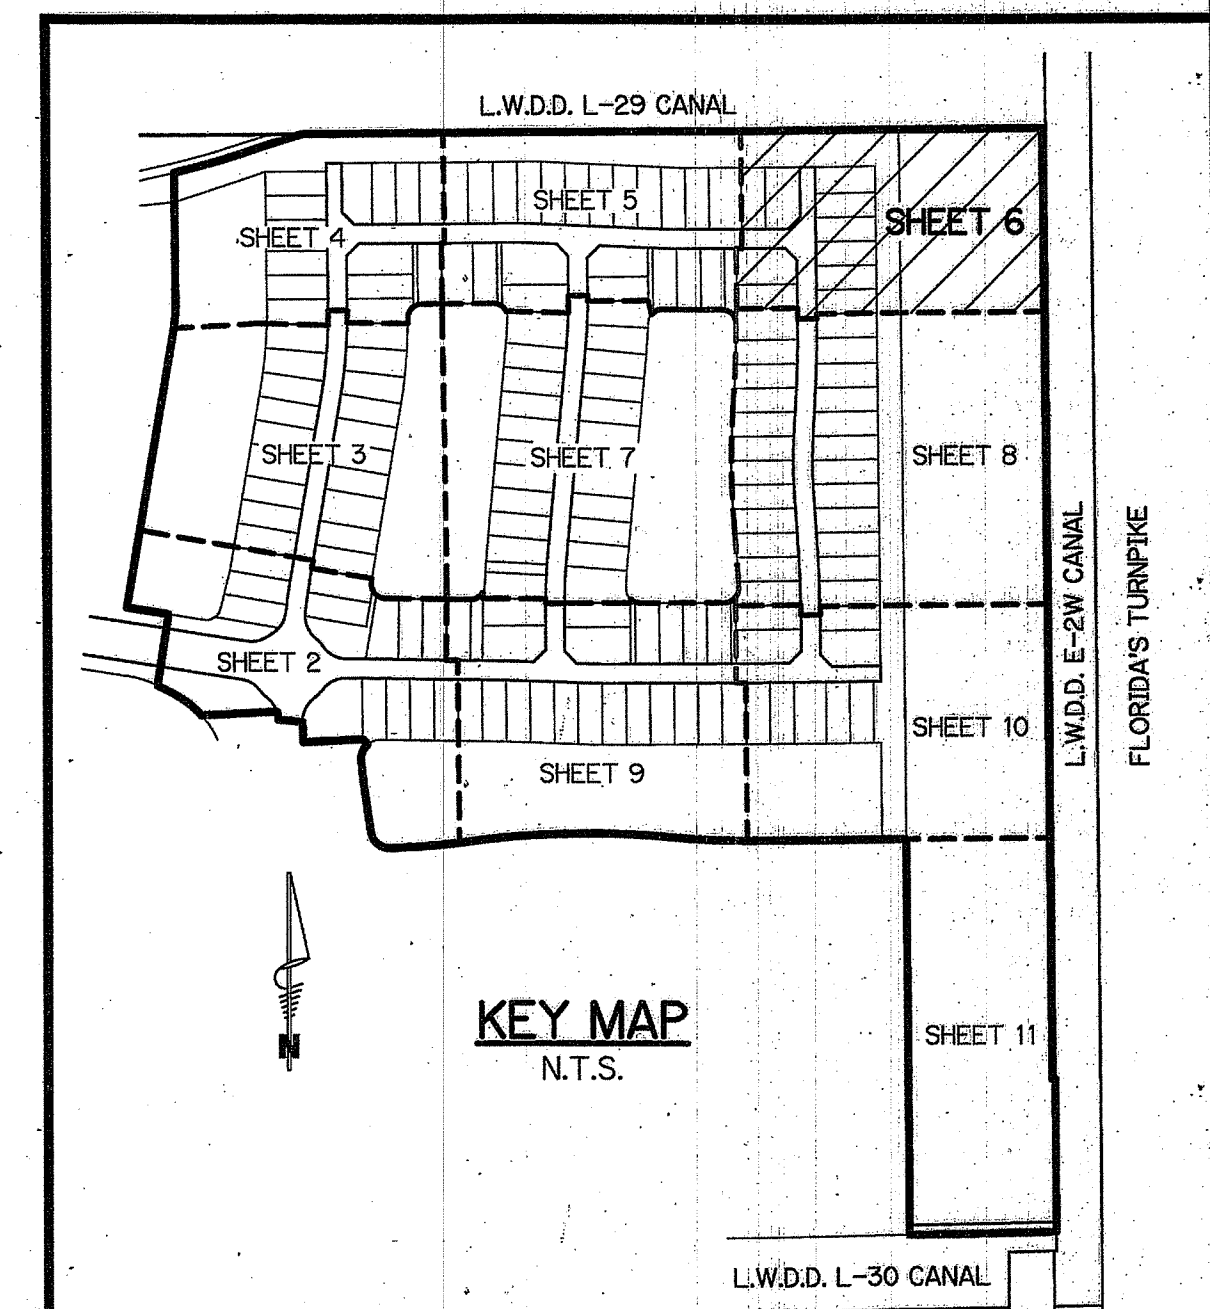 L.W.D.D. L-29 CANAL
SHEET 5
SHEET 6
SHEET 4
SHEET 3
SHEET 7
SHEET 8
L.W.D.D. E-2W CANAL
FLORIDA'S TURNPIKE
SHEET 2
SHEET 10
SHEET 9
N
KEY MAP
N.T.S.
SHEET 11
L.W.D.D. L-30 CANAL